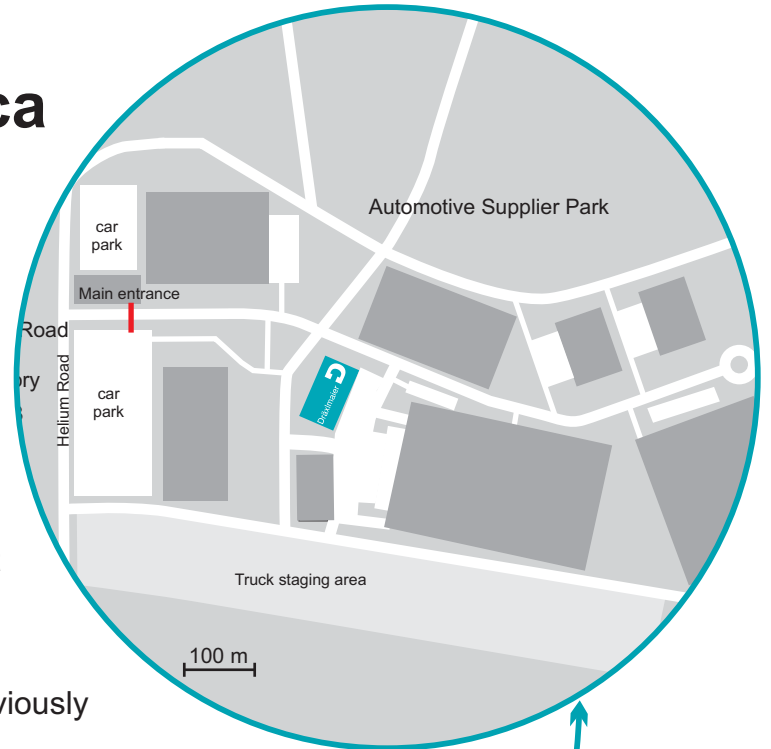 ca
Automotive Supplier Park
car
park
Main entrance
Road
ory
Helium Road
car
park
Dräxlmaier
Truck staging area
100 m
viously